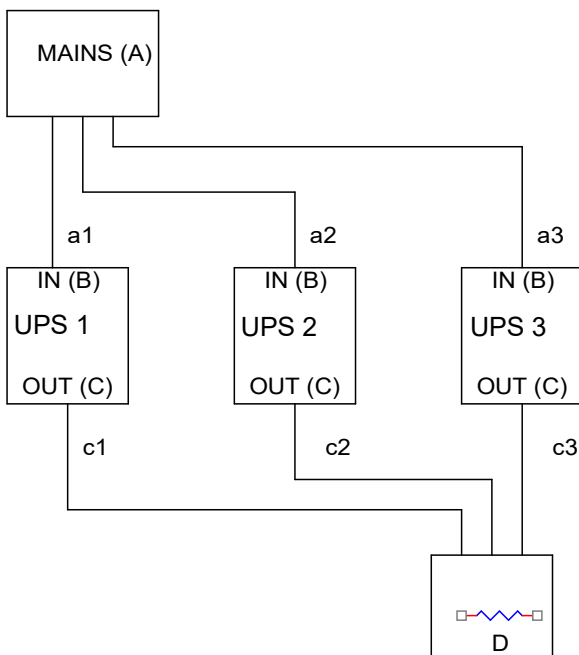 MAINS (A)
a1
a2
a3
IN (B)
IN (B)
IN (B)
UPS 1
UPS 2
UPS 3
OUT (C)
OUT (C)
OUT (C)
c1
c2
c3
D